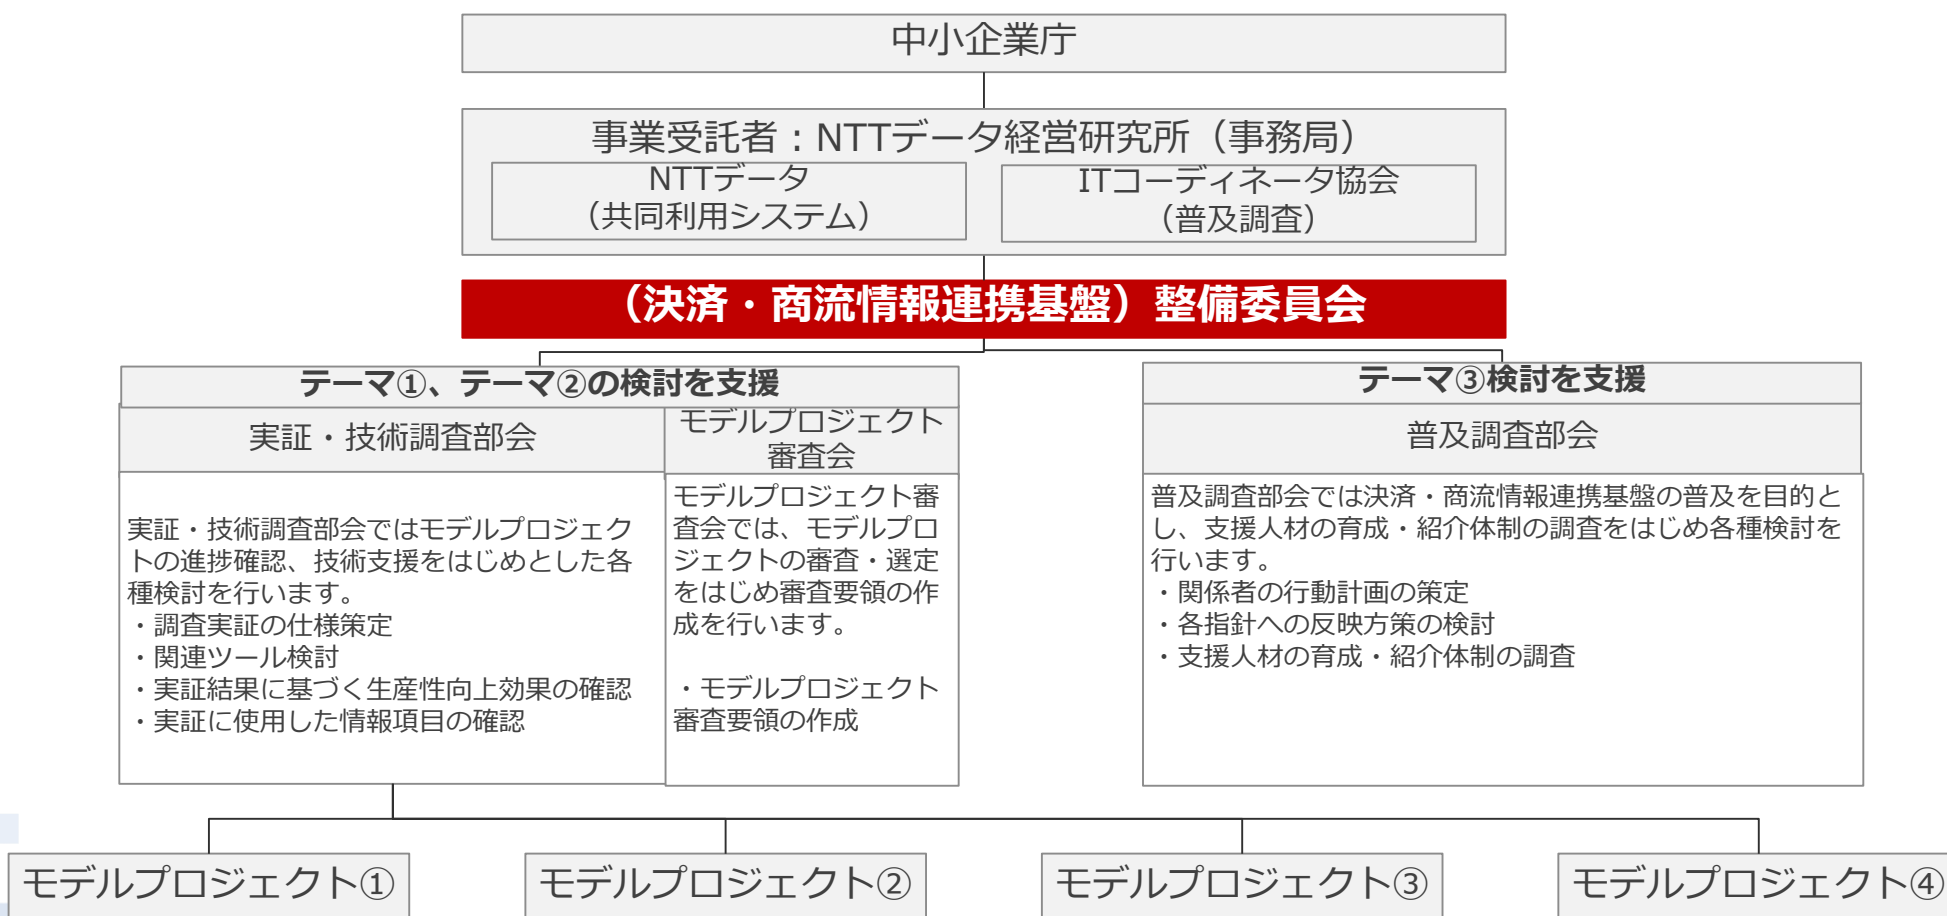 中小企業庁
事業受託者：NTTデータ経営研究所（事務局）
NTTデータ
（共同利用システム）
ITコーディネータ協会
（普及調査）
（決済・商流情報連携基盤）整備委員会
テーマ①、テーマ②の検討を支援
実証・技術調査部会
モデルプロジェクト
審査会
実証・技術調査部会ではモデルプロジェク
トの進捗確認、技術支援をはじめとした各
種検討を行います。
・調査実証の仕様策定
・関連ツール検討
・実証結果に基づく生産性向上効果の確認
・実証に使用した情報項目の確認
モデルプロジェクト審
査会では、モデルプロ
ジェクトの審査・選定
をはじめ審査要領の作
成を行います。
・モデルプロジェクト
審査要領の作成
テーマ③検討を支援
普及調査部会
普及調査部会では決済・商流情報連携基盤の普及を目的と
し、支援人材の育成・紹介体制の調査をはじめ各種検討を
行います。
・関係者の行動計画の策定
・各指針への反映方策の検討
・支援人材の育成・紹介体制の調査
モデルプロジェクト①
モデルプロジェクト②
モデルプロジェクト③
モデルプロジェクト④